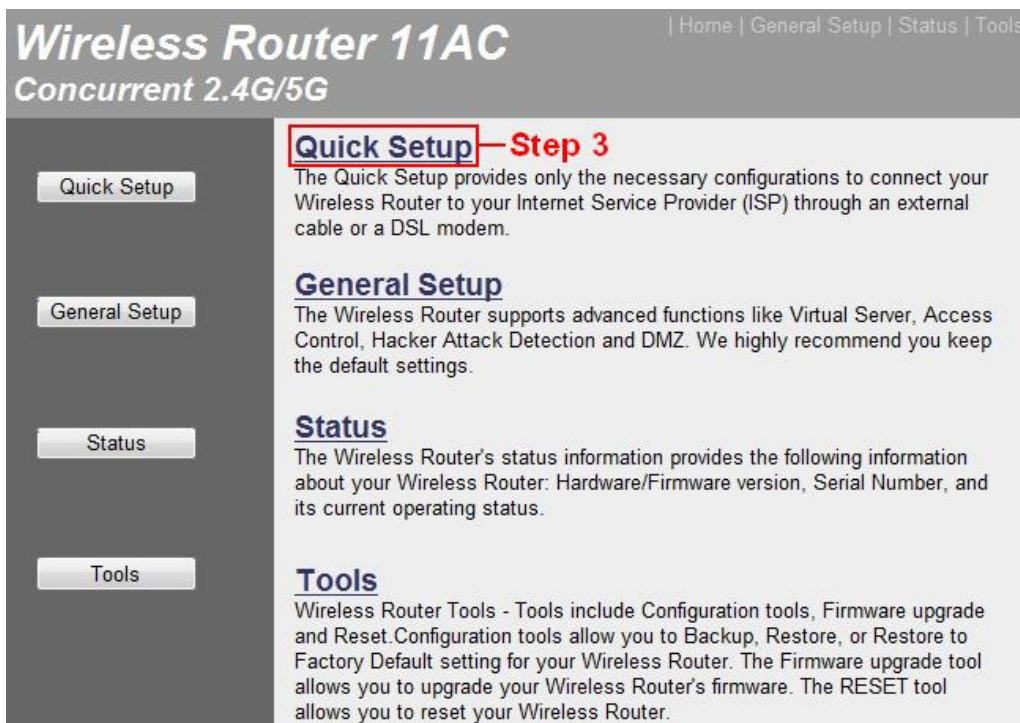 Wireless Router 11AC
| Home | General Setup | Status | Tools
Concurrent 2.4G/5G
Quick Setup
General Setup
Status
Tools
Quick Setup
Step 3
The Quick Setup provides only the necessary configurations to connect your
Wireless Router to your Internet Service Provider (ISP) through an external
cable or a DSL modem.
General Setup
The Wireless Router supports advanced functions like Virtual Server, Access
Control, Hacker Attack Detection and DMZ. We highly recommend you keep
the default settings.
Status
The Wireless Router's status information provides the following information
about your Wireless Router: Hardware/Firmware version, Serial Number, and
its current operating status.
Tools
Wireless Router Tools - Tools include Configuration tools, Firmware upgrade
and Reset.Configuration tools allow you to Backup, Restore, or Restore to
Factory Default setting for your Wireless Router. The Firmware upgrade tool
allows you to upgrade your Wireless Router's firmware. The RESET tool
allows you to reset your Wireless Router.